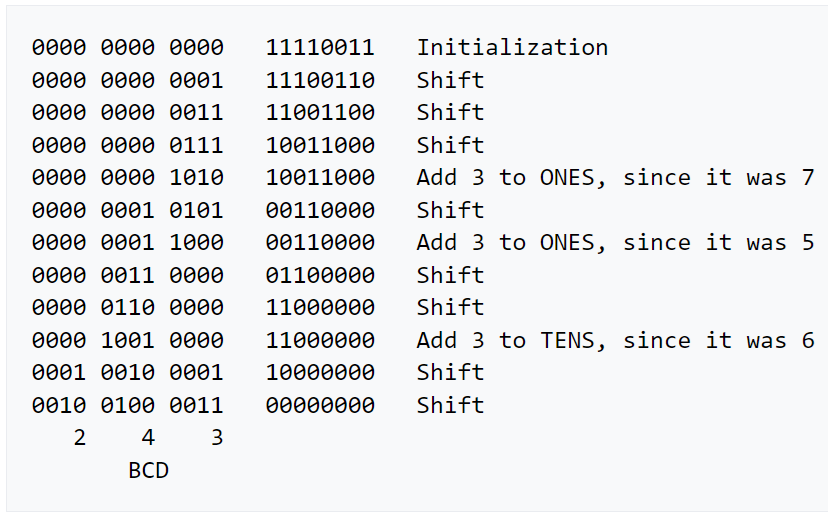 0000 0000 0000   11110011   Initialization
0000 0000 0001   11100110   Shift
0000 0000 0011   11001100   Shift
0000 0000 0111   10011000   Shift
0000 0000 1010   10011000   Add 3 to ONES, since it was 7
0000 0001 0101   00110000   Shift
0000 0001 1000   00110000   Add 3 to ONES, since it was 5
0000 0011 0000   01100000   Shift
0000 0110 0000   11000000   Shift
0000 1001 0000   11000000   Add 3 to TENS, since it was 6
0001 0010 0001   10000000   Shift
0010 0100 0011   00000000   Shift
   2    4    3
       BCD